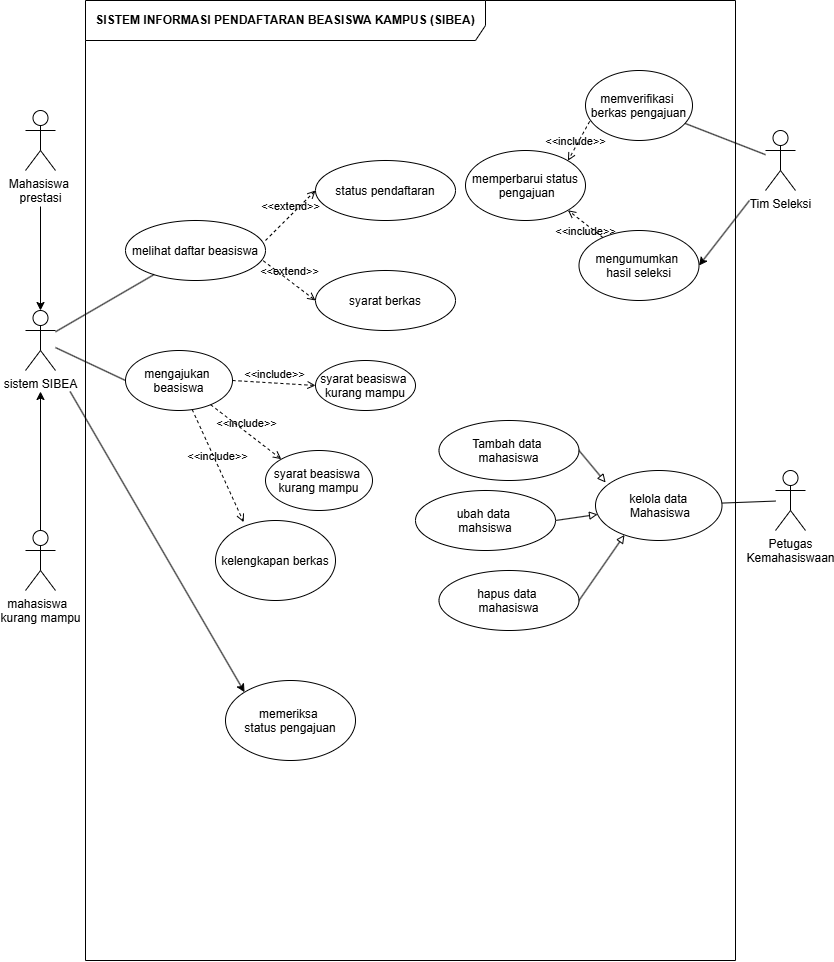 SISTEM INFORMASI PENDAFTARAN BEASISWA KAMPUS (SIBEA)
Mahasiswa
prestasi
sistem SIBEA
mahasiswa
kurang mampu
melihat daftar beasiswa
<<extend>>
status pendaftaran
<<extend>>
syarat berkas
mengajukan
beasiswa
<<include>>
syarat beasiswa
kurang mampu
<<include>>
syarat beasiswa
kurang mampu
<<include>>
kelengkapan berkas
memeriksa
status pengajuan
memverifikasi
berkas pengajuan
<<include>>
memperbarui status
pengajuan
<<include>>
mengumumkan
hasil seleksi
Tim Seleksi
Tambah data
mahasiswa
ubah data
mahsiswa
hapus data
mahasiswa
kelola data
Mahasiswa
Petugas
Kemahasiswaan